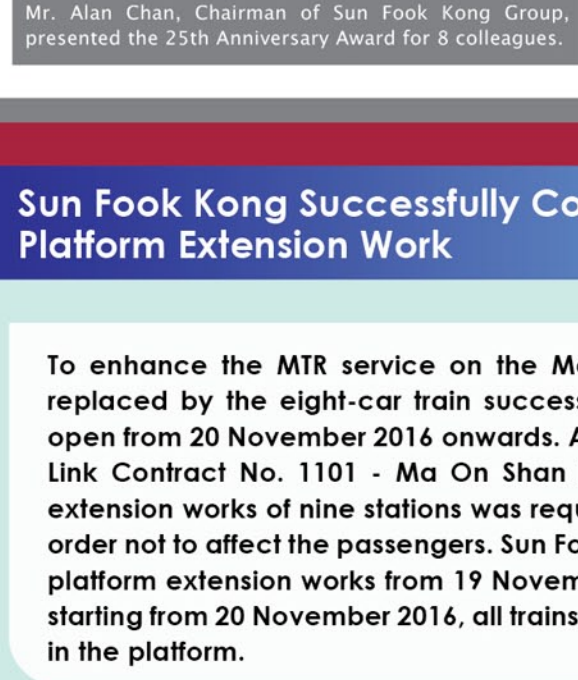 Mr. Alan Chan, Chairman of Sun Fook Kong Group,
presented the 25th Anniversary Award for 8 colleagues.
Sun Fook Kong Successfully Co
Platform Extension Work
To enhance the MTR service on the Ma
replaced by the eight-car train success
open from 20 November 2016 onwards. A
Link Contract No. 1101 - Ma On Shan
extension works of nine stations was requ
order not to affect the passengers. Sun Fo
platform extension works from 19 Novem
starting from 20 November 2016, all trains
in the platform.